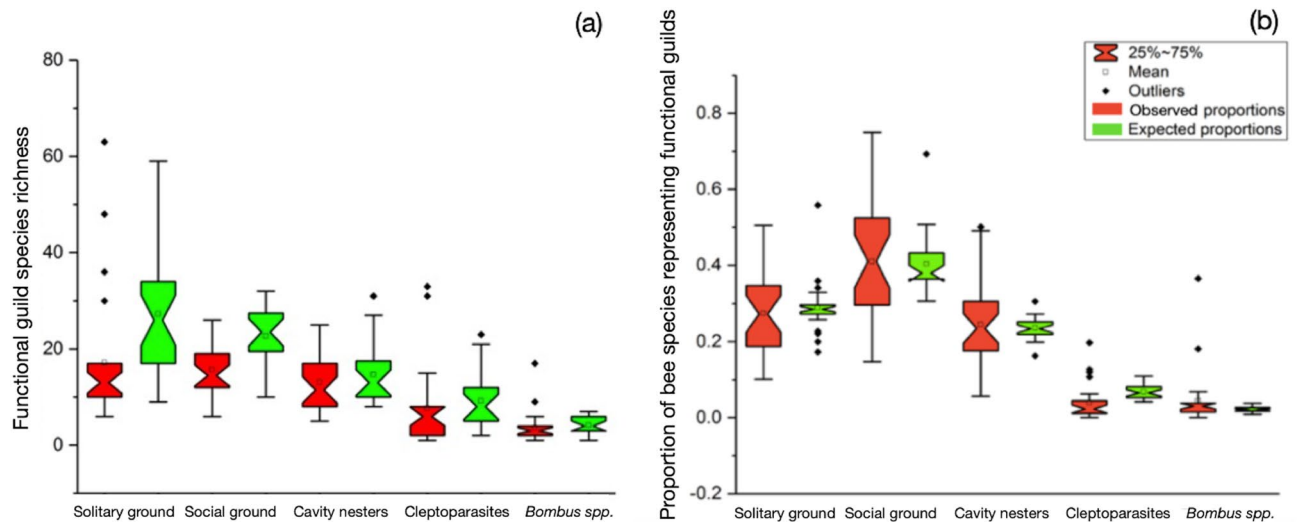 (a)
Functional guild species richness
80
60
40
20
0
Solitary ground Social ground Cavity nesters Cleptoparasites Bombus spp.
(b)
Proportion of bee species representing functional guilds
0.8
0.6
0.4
0.2
0.0
-0.2
25%~75%
Mean
Outliers
Observed proportions
Expected proportions
Solitary ground Social ground Cavity nesters Cleptoparasites Bombus spp.